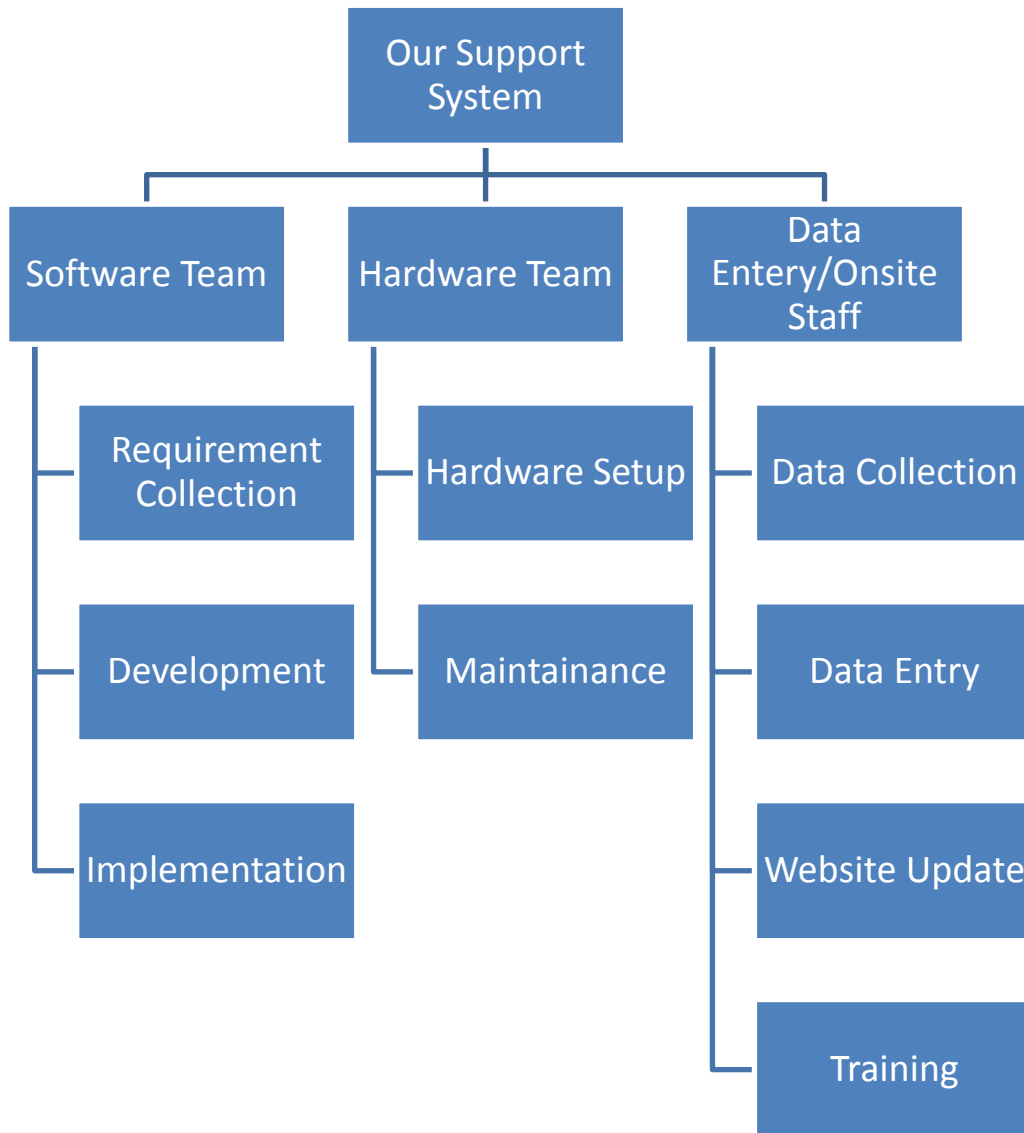 Our Support
System
Software Team
Hardware Team
Data
Entery/Onsite
Staff
Requirement
Collection
Hardware Setup
Data Collection
Development
Maintainance
Data Entry
Implementation
Website Update
Training